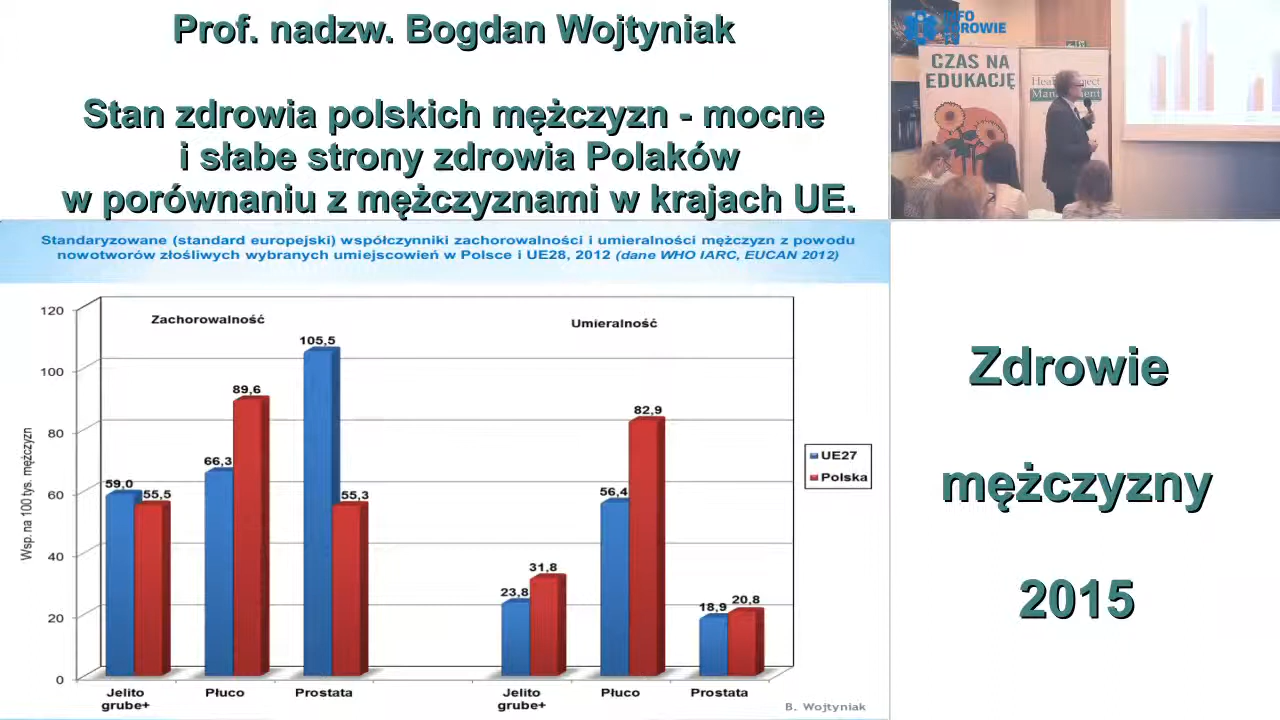 Prof. nadzw. Bogdan Wojtyniak
Stan zdrowia polskich mężczyzn - mocne
i słabe strony zdrowia Polaków
w porównaniu z mężczyznami w krajach UE.
INFO
ZDROWIE
TV
CZAS NA
EDUKACJĘ
Management
Standaryzowane (standard europejski) współczynniki zachorowalności i umieralności mężczyzn z powodu
nowotworów złośliwych wybranych umiejscowień w Polsce i UE28, 2012 (dane WHO IARC, EUCAN 2012)
Wsp. na 100 tys. mężczyzn
120
100
80
60
40
20
0
Zachorowalność
Umieralność
59,0
55,5
66,3
89,6
105,5
55,3
23,8
31,8
56,4
82,9
18,9
20,8
Jelito
grube+
Płuco
Prostata
Jelito
grube+
Płuco
Prostata
UE27
Polska
B. Wojtyniak
Zdrowie
mężczyzny
2015